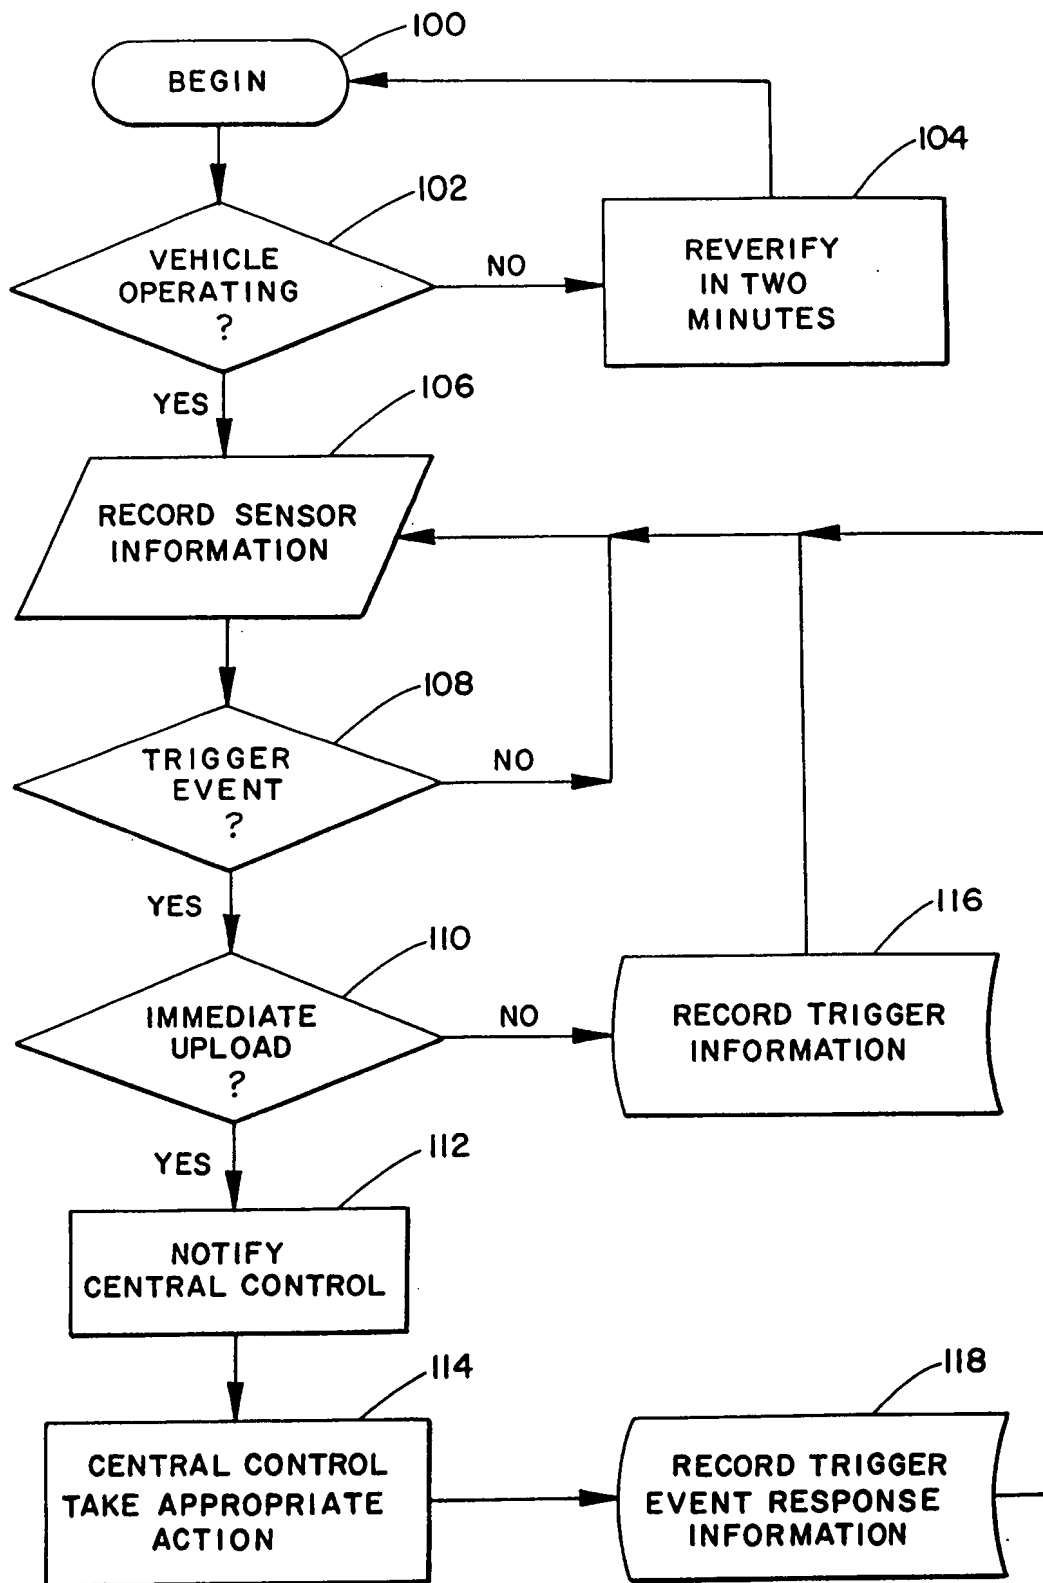 100
BEGIN
104
102
VEHICLE
OPERATING
?
NO
REVERIFY
IN TWO
MINUTES
YES
106
RECORD SENSOR
INFORMATION
108
TRIGGER
EVENT
?
NO
YES
110
116
IMMEDIATE
UPLOAD
?
NO
RECORD TRIGGER
INFORMATION
YES
112
NOTIFY
CENTRAL CONTROL
114
118
CENTRAL CONTROL
TAKE APPROPRIATE
ACTION
RECORD TRIGGER
EVENT RESPONSE
INFORMATION